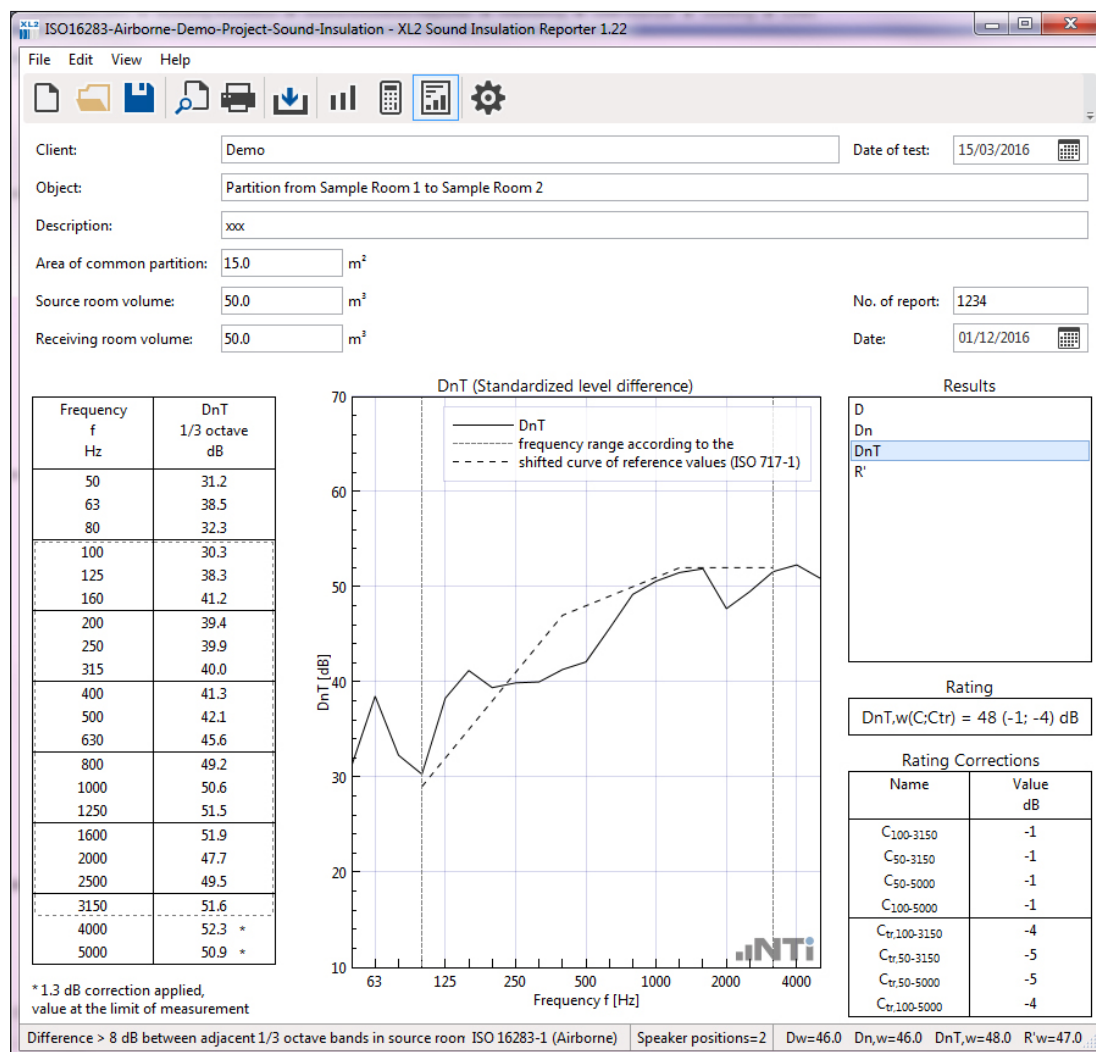 XL2 ISO16283-Airborne-Demo-Project-Sound-Insulation - XL2 Sound Insulation Reporter 1.22
File Edit View Help
Client: Demo Date of test: 15/03/2016
Object: Partition from Sample Room 1 to Sample Room 2
Description: xxx
Area of common partition: 15.0 m²
Source room volume: 50.0 m³ No. of report: 1234
Receiving room volume: 50.0 m³ Date: 01/12/2016
Frequency DnT
f 1/3 octave
Hz dB
50 31.2
63 38.5
80 32.3
100 30.3
125 38.3
160 41.2
200 39.4
250 39.9
315 40.0
400 41.3
500 42.1
630 45.6
800 49.2
1000 50.6
1250 51.5
1600 51.9
2000 47.7
2500 49.5
3150 51.6
4000 52.3 *
5000 50.9 *
* 1.3 dB correction applied,
value at the limit of measurement
DnT (Standardized level difference)
DnT
frequency range according to the
shifted curve of reference values (ISO 717-1)
70
60
50
40
30
20
10
DnT [dB]
63 125 250 500 1000 2000 4000
Frequency f [Hz]
NTi
Results
D
Dn
DnT
R'
Rating
DnT,w(C;Ctr) = 48 (-1; -4) dB
Rating Corrections
Name Value
dB
C100-3150 -1
C50-3150 -1
C50-5000 -1
C100-5000 -1
Ctr,100-3150 -4
Ctr,50-3150 -5
Ctr,50-5000 -5
Ctr,100-5000 -4
Difference > 8 dB between adjacent 1/3 octave bands in source roon ISO 16283-1 (Airborne) Speaker positions=2 Dw=46.0 Dn,w=46.0 DnT,w=48.0 R'w=47.0